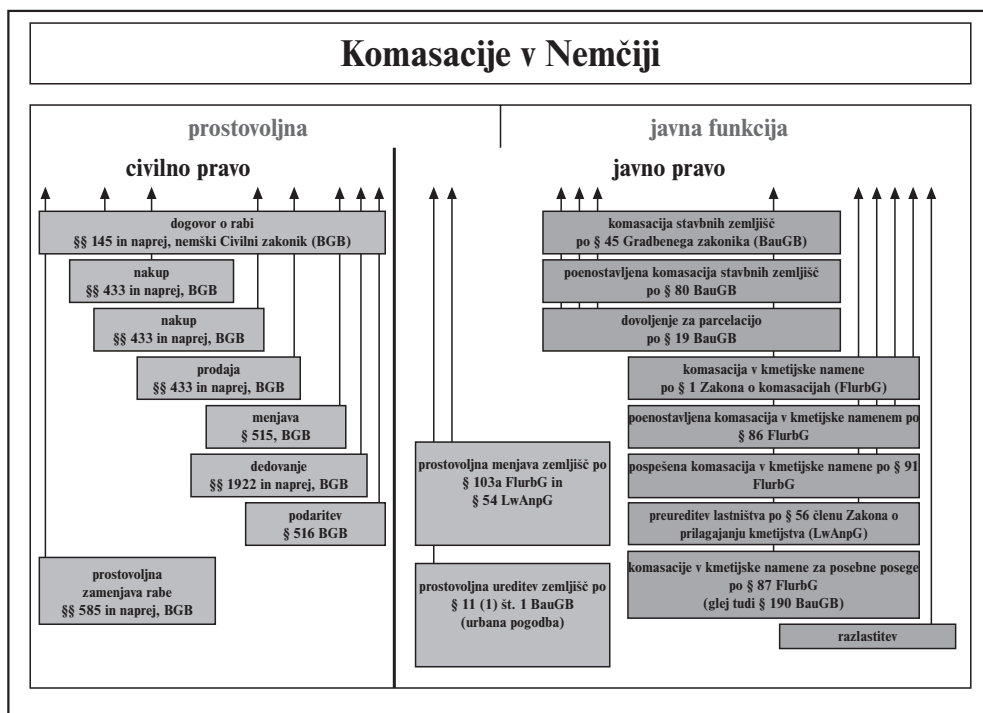 Komasacije v Nemčiji
prostovoljna
javna funkcija
civilno pravo
javno pravo
dogovor o rabi
§§ 145 in naprej, nemški Civilni zakonik (BGB)
nakup
§§ 433 in naprej, BGB
nakup
§§ 433 in naprej, BGB
prodaja
§§ 433 in naprej, BGB
menjava
§ 515, BGB
dedovanje
§§ 1922 in naprej, BGB
podaritev
§ 516 BGB
prostovoljna
zamenjava rabe
§§ 585 in naprej, BGB
prostovoljna menjava zemljišč po
§ 103a FlurbG in
§ 54 LwAnpG
prostovoljna ureditev zemljišč po
§ 11 (1) št. 1 BauGB
(urbana pogodba)
komasacija stavbnih zemljišč
po § 45 Gradbenega zakonika (BauGB)
poenostavljena komasacija stavbnih zemljišč
po § 80 BauGB
dovoljenje za parcelacijo
po § 19 BauGB
komasacija v kmetijske namene
po § 1 Zakona o komasacijah (FlurbG)
poenostavljena komasacija v kmetijske namenem po
§ 86 FlurbG
pospešena komasacija v kmetijske namene po § 91
FlurbG
preureditev lastništva po § 56 členu Zakona o
prilagajanju kmetijstva (LwAnpG)
komasacije v kmetijske namene za posebne posege
po § 87 FlurbG
(glej tudi § 190 BauGB)
razlastitev